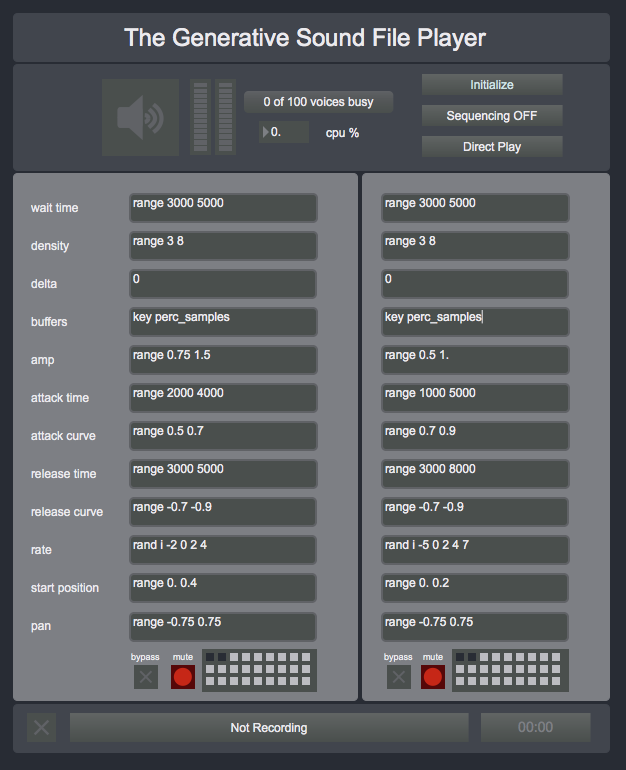 The Generative Sound File Player
Initialize
0 of 100 voices busy
Sequencing OFF
0. cpu %
Direct Play
wait time range 3000 5000 range 3000 5000
density range 3 8 range 3 8
delta 0 0
buffers key perc_samples key perc_samples
amp range 0.75 1.5 range 0.5 1.
attack time range 2000 4000 range 1000 5000
attack curve range 0.5 0.7 range 0.7 0.9
release time range 3000 5000 range 3000 8000
release curve range -0.7 -0.9 range -0.7 -0.9
rate rand i -2 0 2 4 rand i -5 0 2 4 7
start position range 0. 0.4 range 0. 0.2
pan range -0.75 0.75 range -0.75 0.75
bypass mute bypass mute
Not Recording 00:00